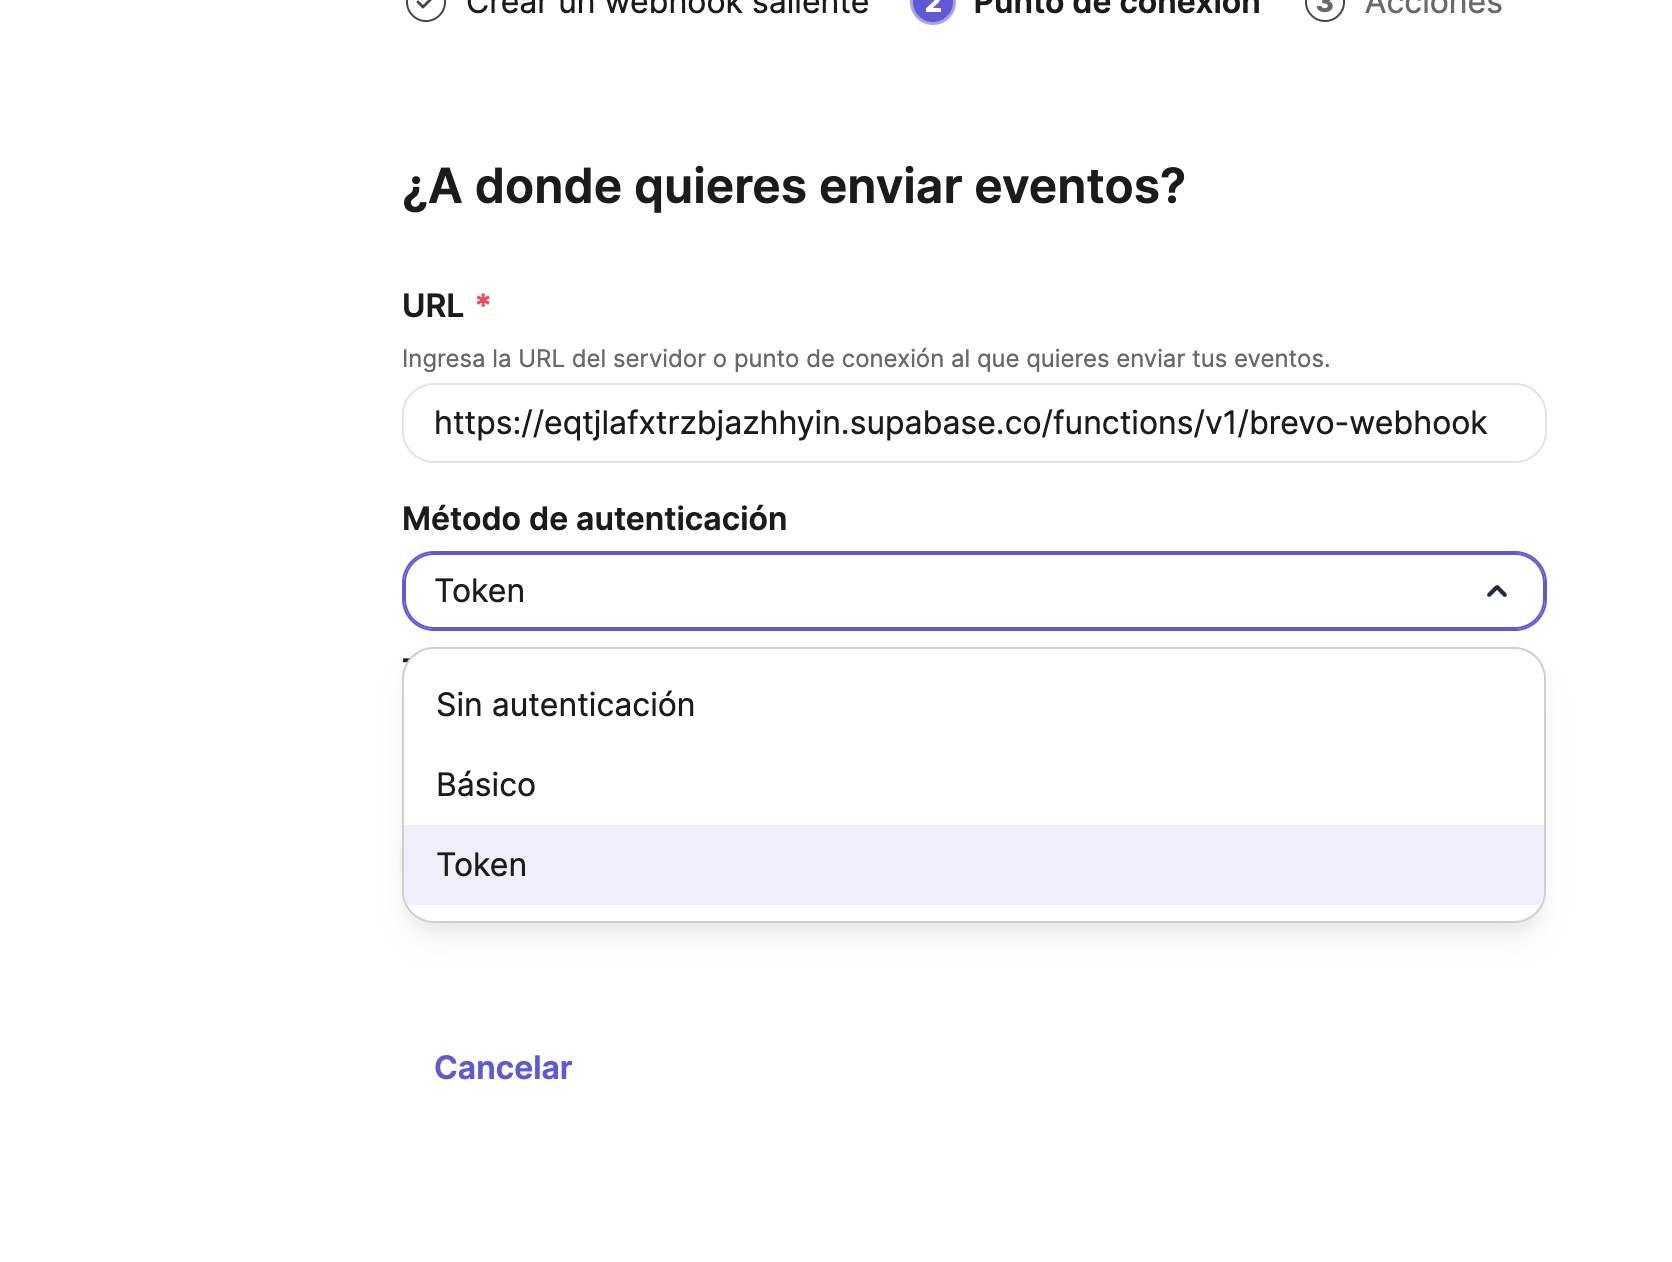 Crear un webhook saliente 2 Punto de conexión 3 Acciones
¿A donde quieres enviar eventos?
URL *
Ingresa la URL del servidor o punto de conexión al que quieres enviar tus eventos.
https://eqtjlafxtrzbjazhhyin.supabase.co/functions/v1/brevo-webhook
Método de autenticación
Token
Sin autenticación
Básico
Token
Cancelar